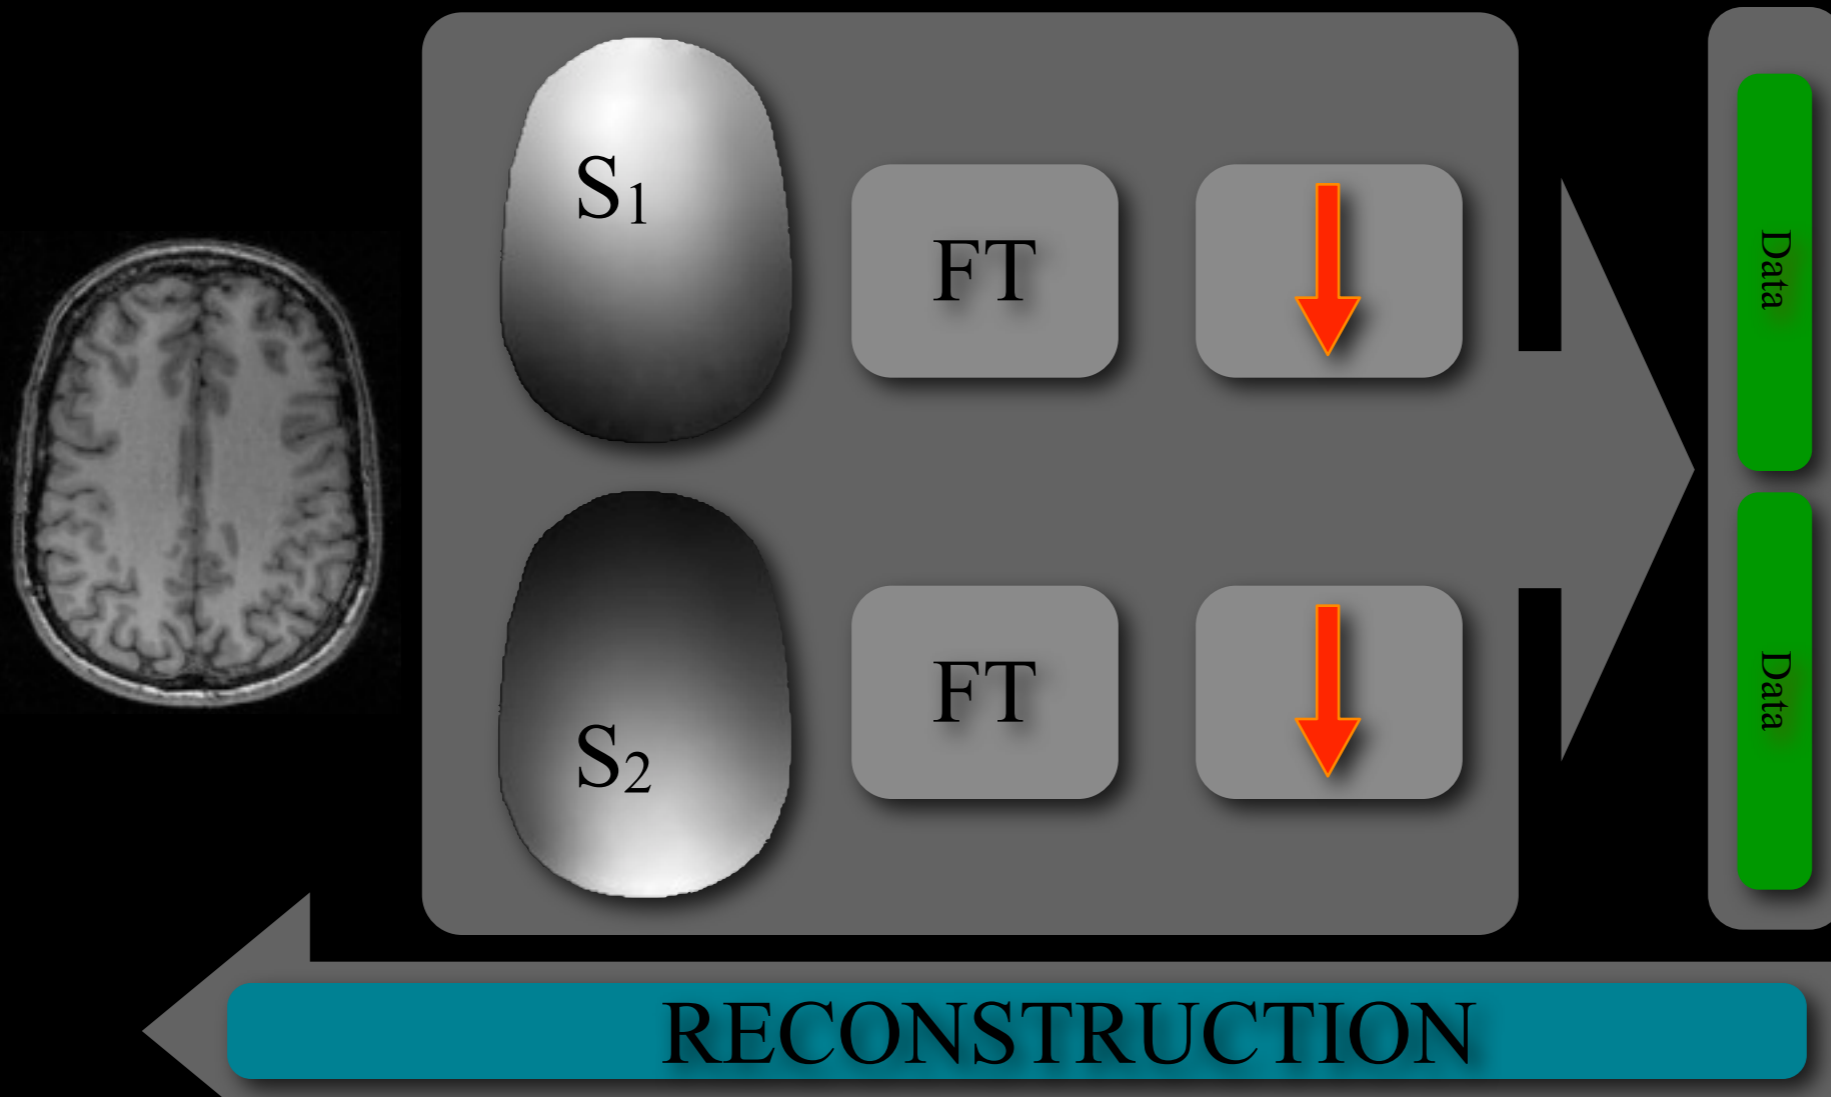 S1
FT
Data
S2
FT
Data
RECONSTRUCTION